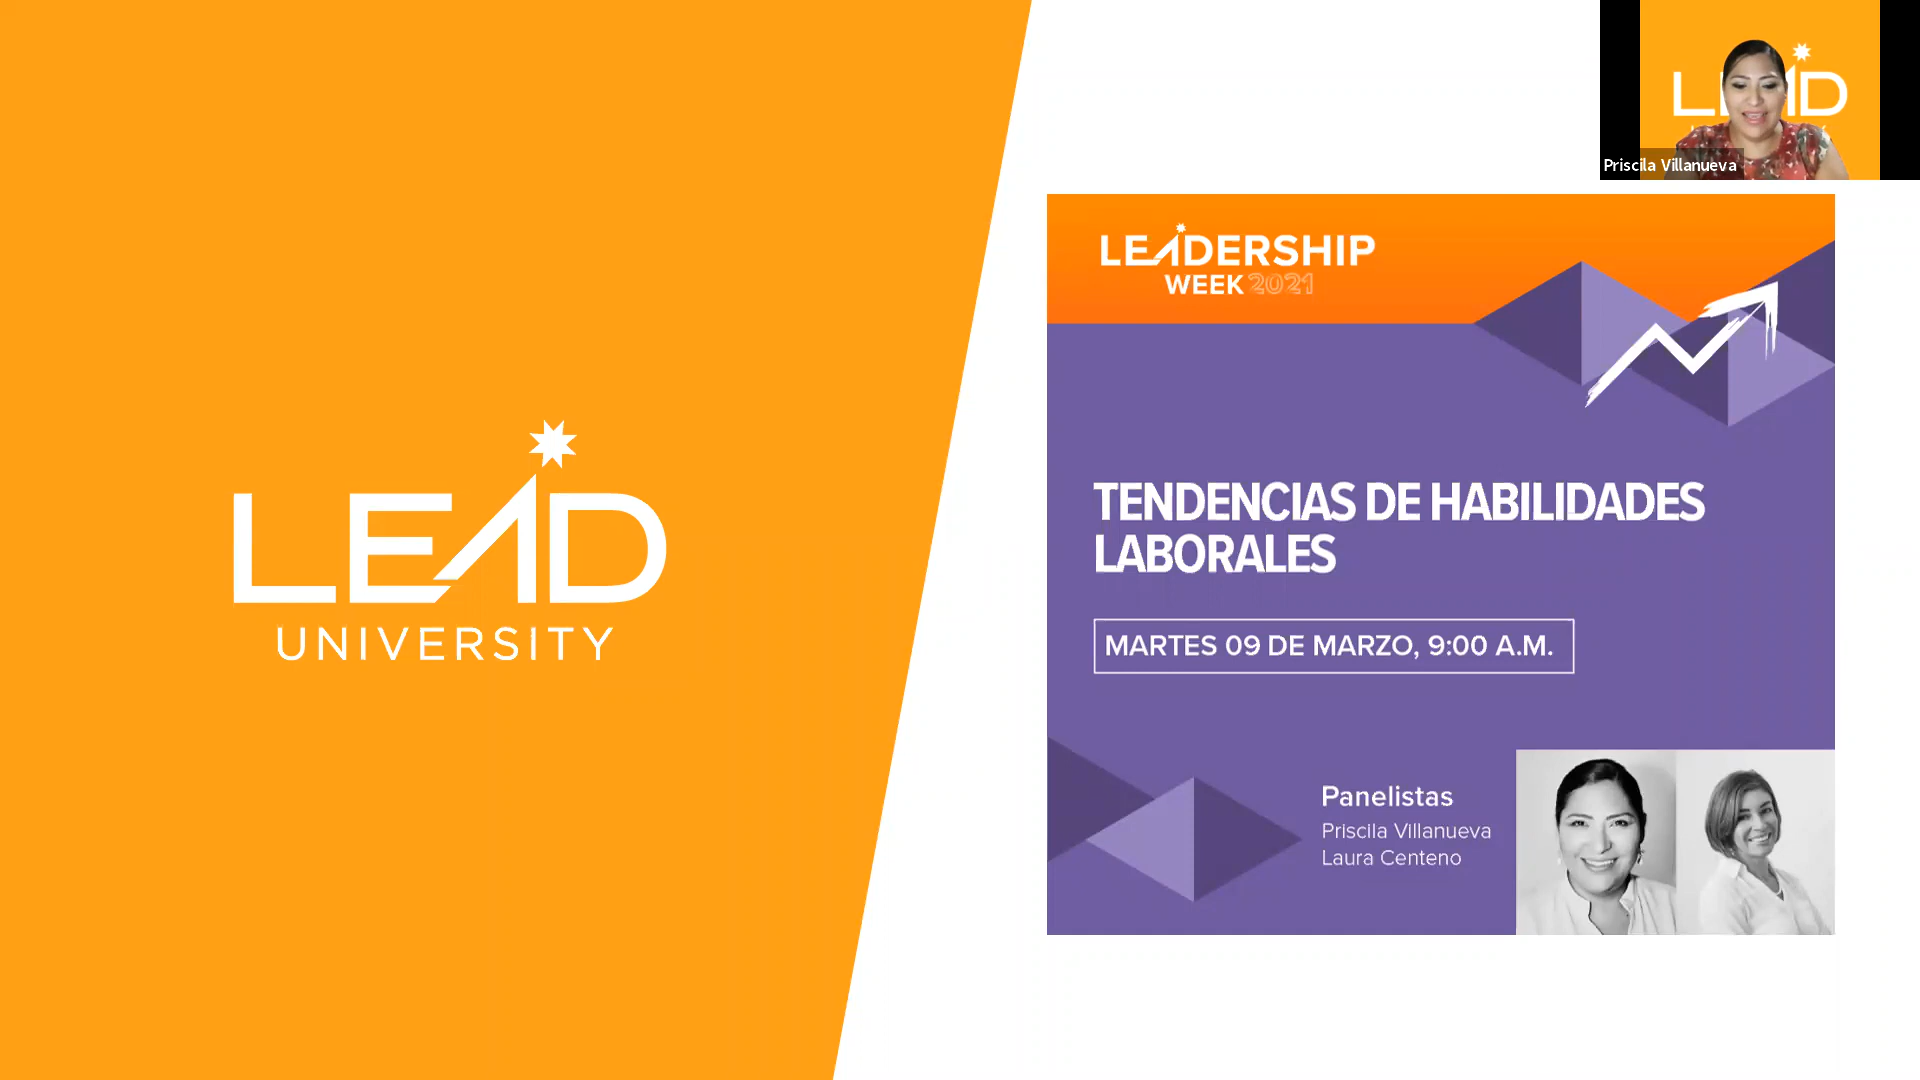 LEAD
UNIVERSITY
LEAD
Priscila Villanueva
LEADERSHIP
WEEK 2021
TENDENCIAS DE HABILIDADES
LABORALES
MARTES 09 DE MARZO, 9:00 A.M.
Panelistas
Priscila Villanueva
Laura Centeno